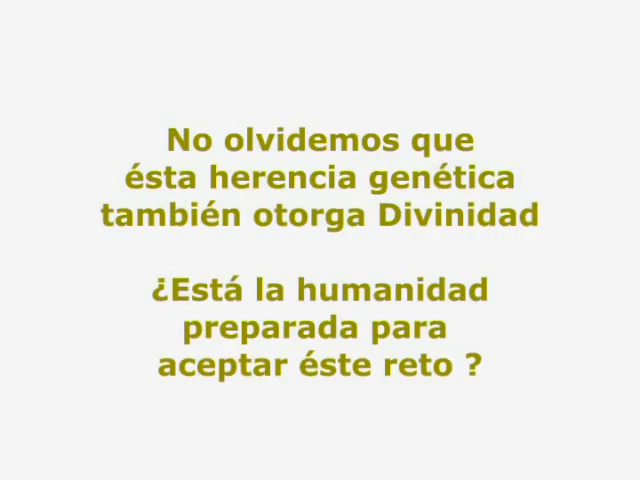 No olvidemos que
ésta herencia genética
también otorga Divinidad
¿Está la humanidad
preparada para
aceptar éste reto ?